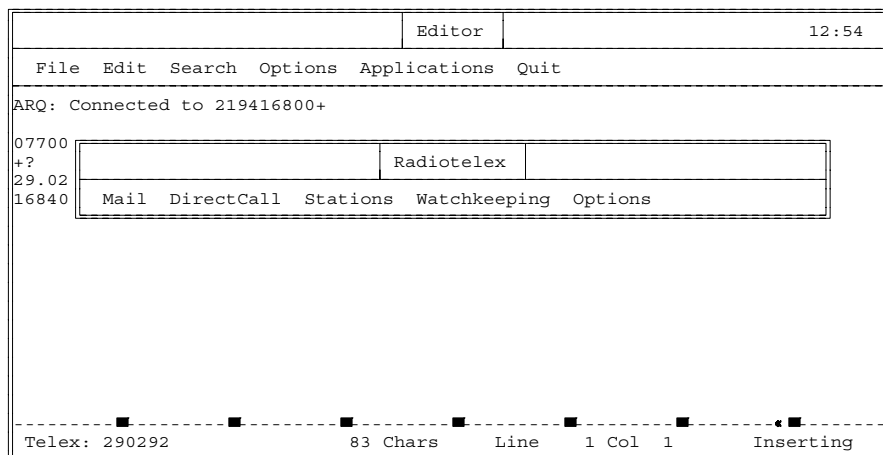 Editor 12:54
File Edit Search Options Applications Quit
ARQ: Connected to 219416800+
07700
+? Radiotelex
29.02
16840 Mail DirectCall Stations Watchkeeping Options
Telex: 290292 83 Chars Line 1 Col 1 Inserting